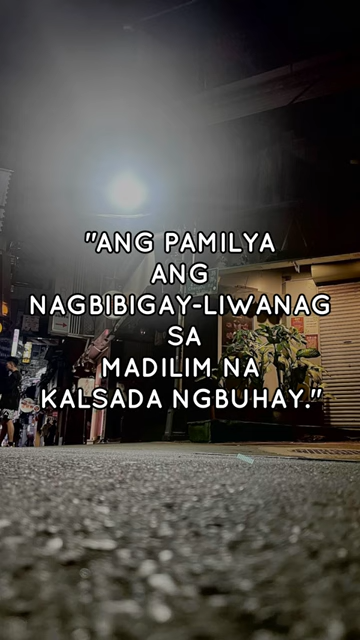 "ANG PAMILYA
ANG
NAGBIBIGAY-LIWANAG
SA
MADILIM NA
KALSADA NGBUHAY."